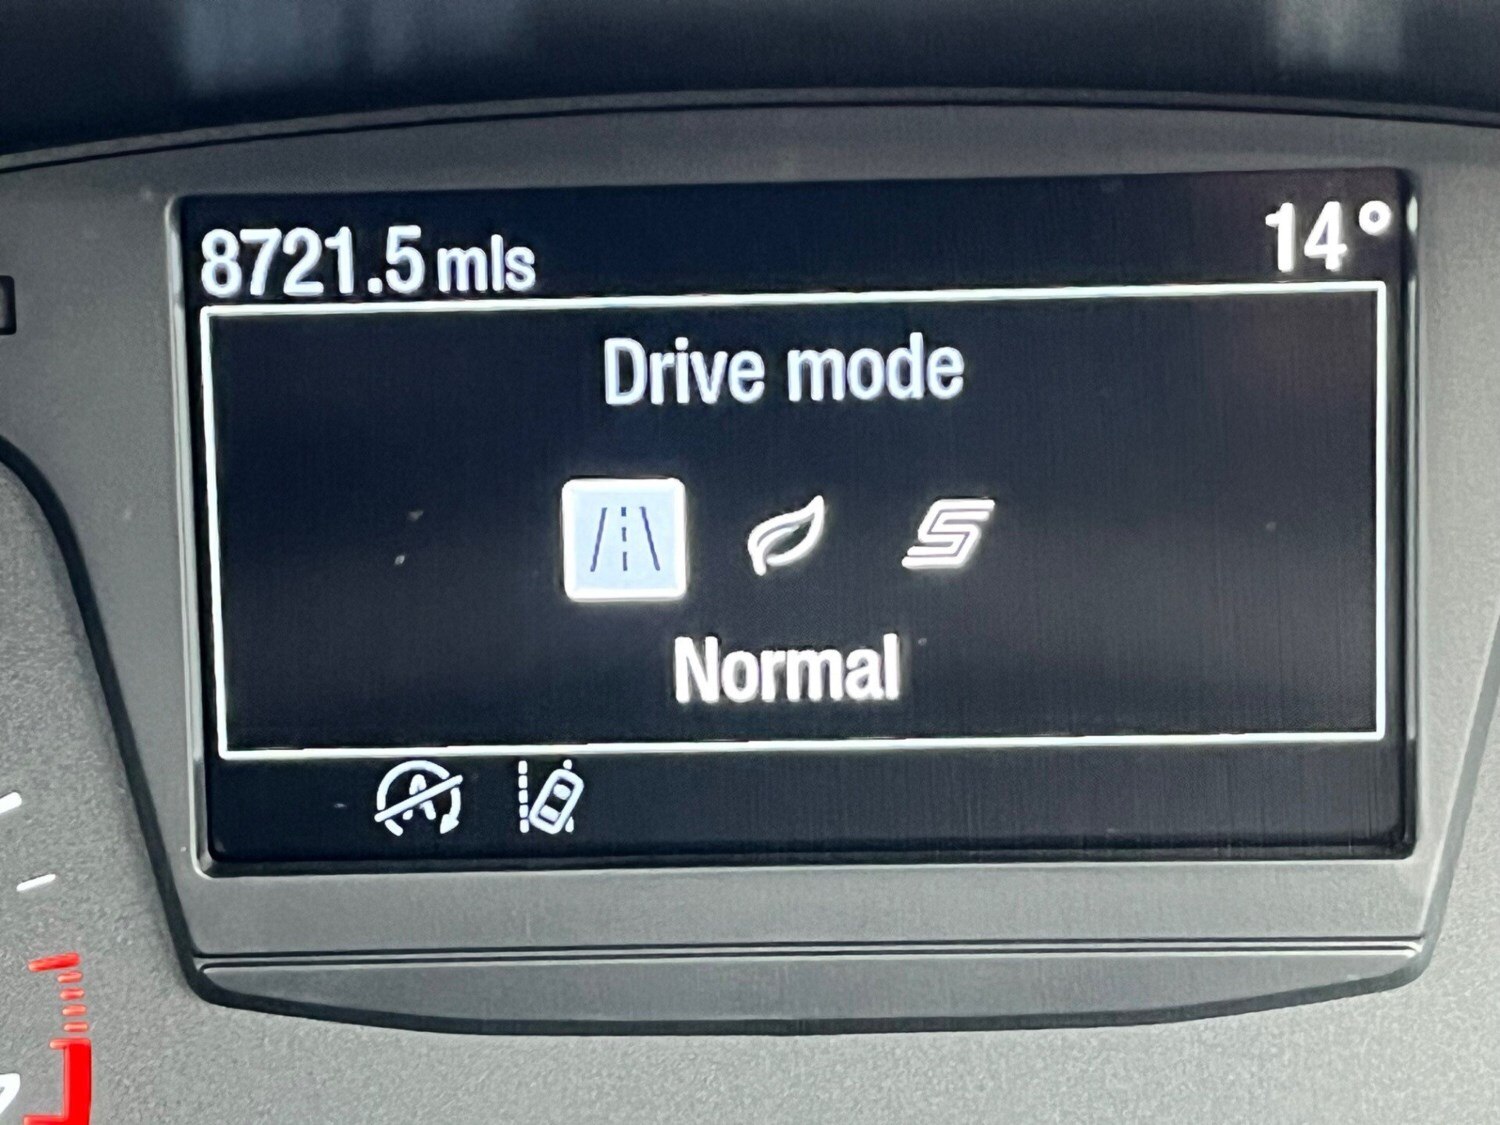 8721.5 mls
14°
Drive mode
Normal
A